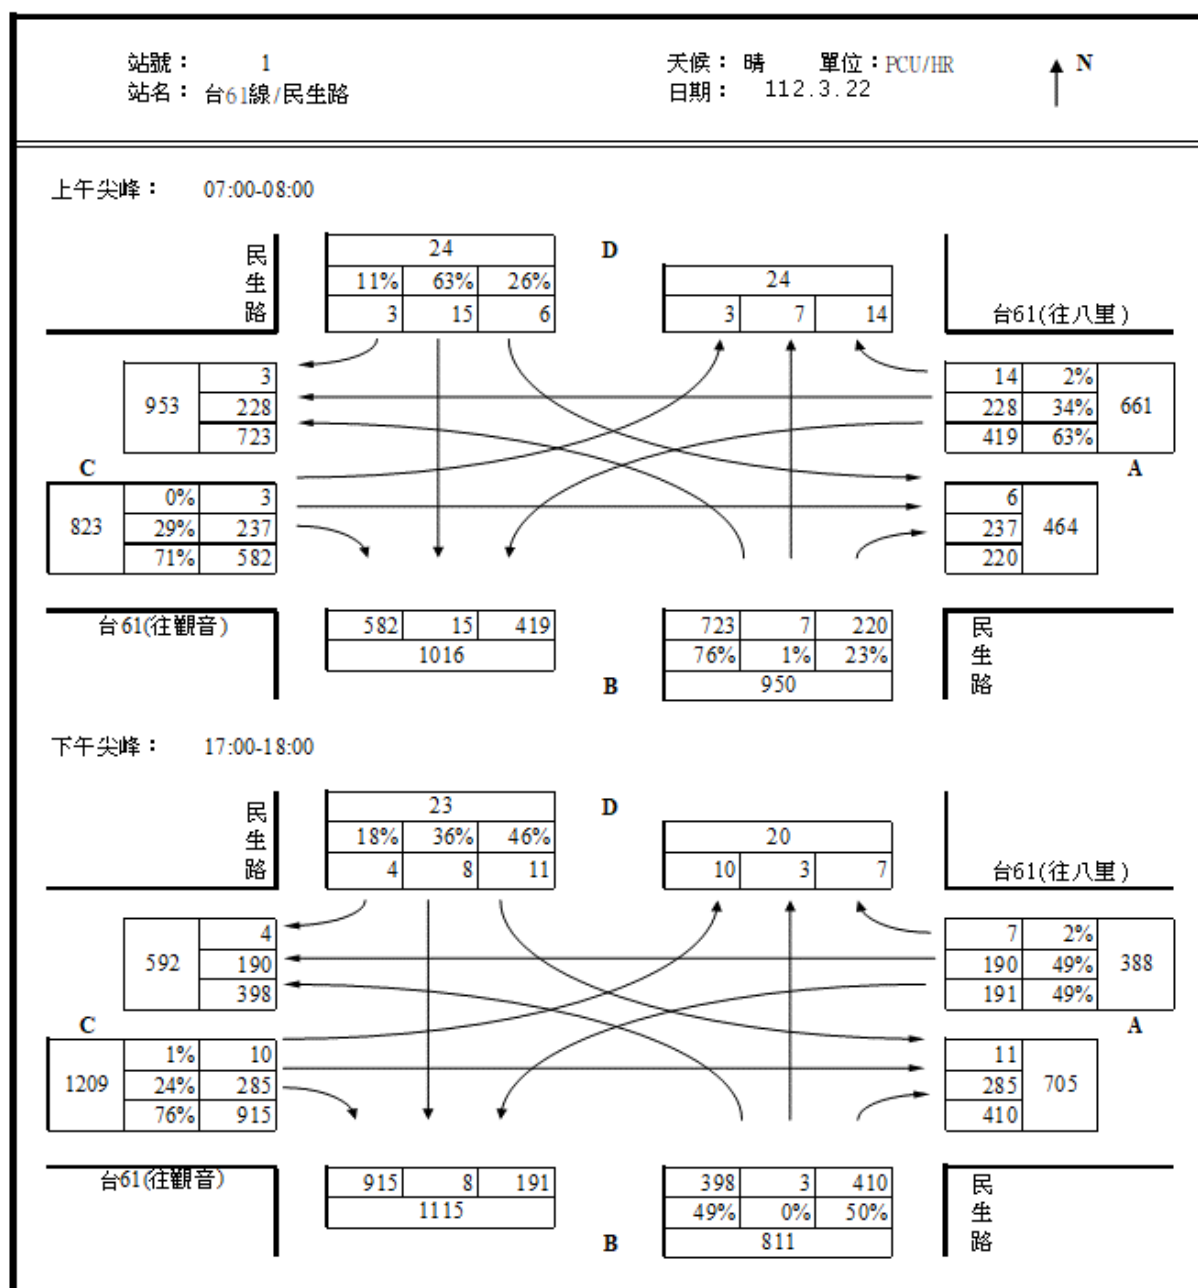 站號： 1 天候： 晴 單位：PCU/HR N
站名： 台61線/民生路 日期： 112.3.22
上午尖峰： 07:00-08:00
民生路
24
11% 63% 26%
3 15 6
D
24
3 7 14
台61(往八里)
953
3
228
723
14 2%
228 34%
419 63%
661
C
A
823
0% 3
29% 237
71% 582
6
237
220
464
台61(往觀音)
582 15 419
1016
B
723 7 220
76% 1% 23%
950
民生路
下午尖峰： 17:00-18:00
民生路
23
18% 36% 46%
4 8 11
D
20
10 3 7
台61(往八里)
592
4
190
398
7 2%
190 49%
191 49%
388
C
A
1209
1% 10
24% 285
76% 915
11
285
410
705
台61(往觀音)
915 8 191
1115
B
398 3 410
49% 0% 50%
811
民生路